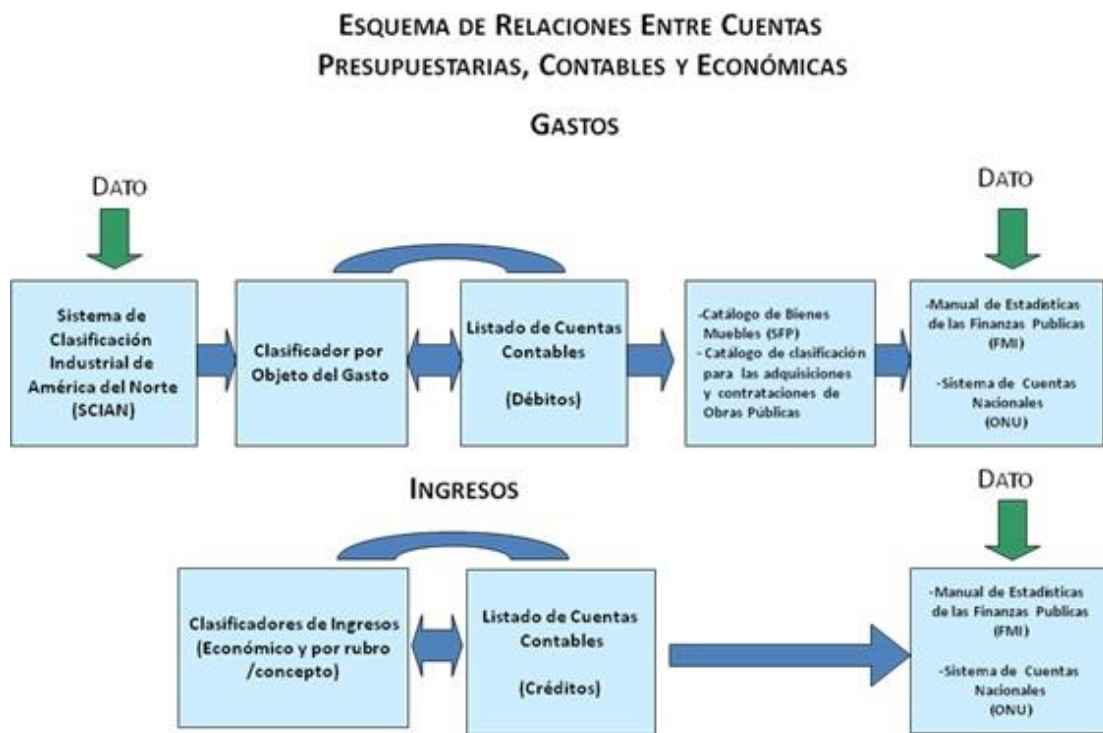 ESQUEMA DE RELACIONES ENTRE CUENTAS
PRESUPUESTARIAS, CONTABLES Y ECONÓMICAS
GASTOS
DATO
DATO
Sistema de
Clasificación
Industrial de
América del Norte
(SCIAN)
Clasificador por
Objeto del Gasto
Listado de Cuentas
Contables
(Débitos)
-Catálogo de Bienes
Muebles (SFP)
- Catálogo de clasificación
para las adquisiciones
y contrataciones de
Obras Públicas
-Manual de Estadísticas
de las Finanzas Publicas
(FMI)
-Sistema de Cuentas
Nacionales
(ONU)
INGRESOS
DATO
Clasificadores de Ingresos
(Económico y por rubro
/concepto)
Listado de Cuentas
Contables
(Créditos)
-Manual de Estadísticas
de las Finanzas Publicas
(FMI)
-Sistema de Cuentas
Nacionales
(ONU)